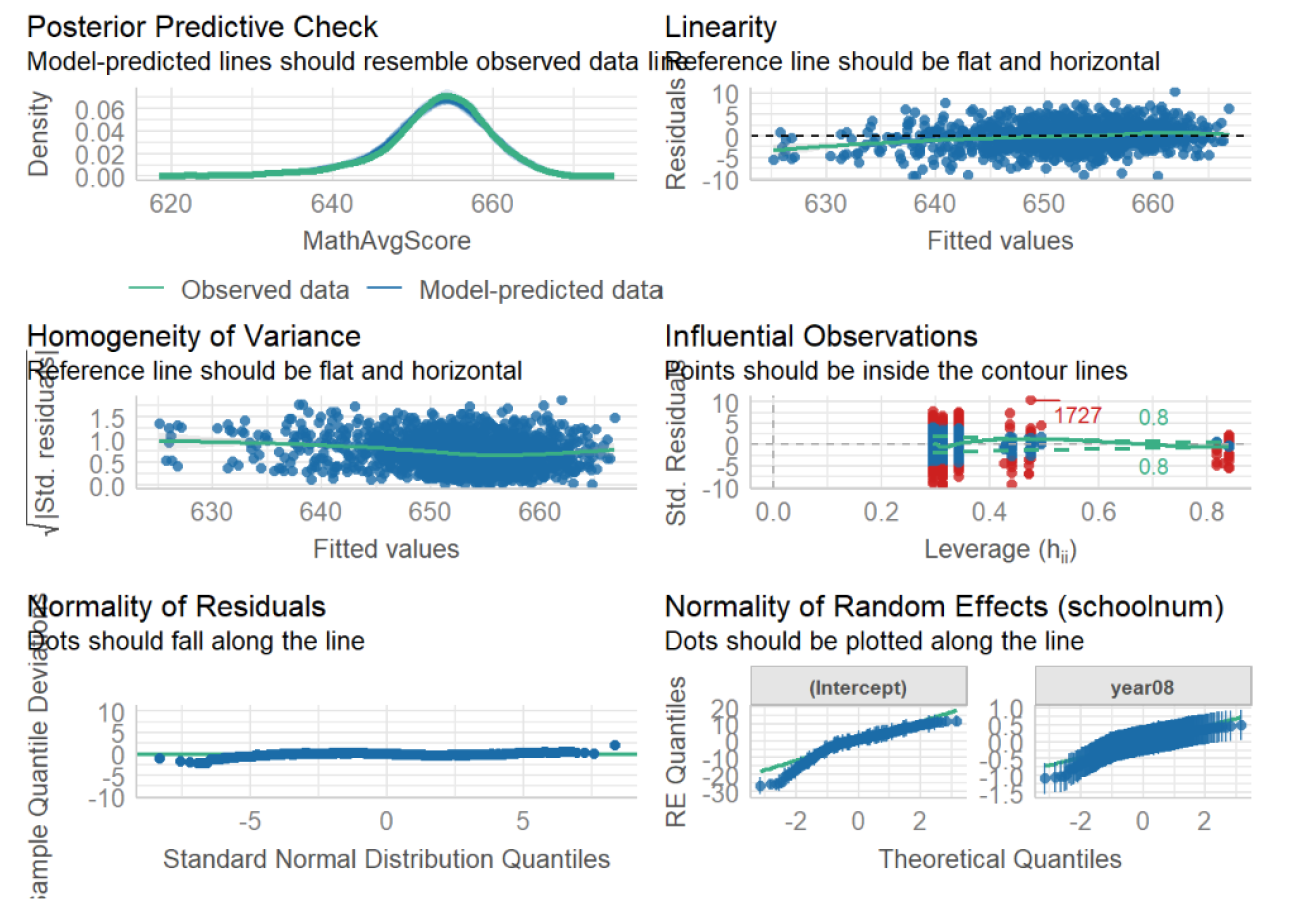 Posterior Predictive Check
Model-predicted lines should resemble observed data line
Density
0.06
0.04
0.02
0.00
620 640 660
MathAvgScore
Observed data Model-predicted data
Linearity
Reference line should be flat and horizontal
Residuals
10
5
0
-5
-10
630 640 650 660
Fitted values
Homogeneity of Variance
Reference line should be flat and horizontal
√|Std. residuals|
1.5
1.0
0.5
0.0
630 640 650 660
Fitted values
Influential Observations
Points should be inside the contour lines
Std. Residuals
10
5
0
-5
-10
1727
0.8
0.8
0.0 0.2 0.4 0.6 0.8
Leverage (hii)
Normality of Residuals
Dots should fall along the line
Sample Quantile Deviations
10
5
0
-5
-10
-5 0 5
Standard Normal Distribution Quantiles
Normality of Random Effects (schoolnum)
Dots should be plotted along the line
(Intercept) year08
RE Quantiles
20
10
0
-10
-20
-30
1.0
0.5
0.0
-0.5
-1.0
-1.5
-2 0 2 -2 0 2
Theoretical Quantiles